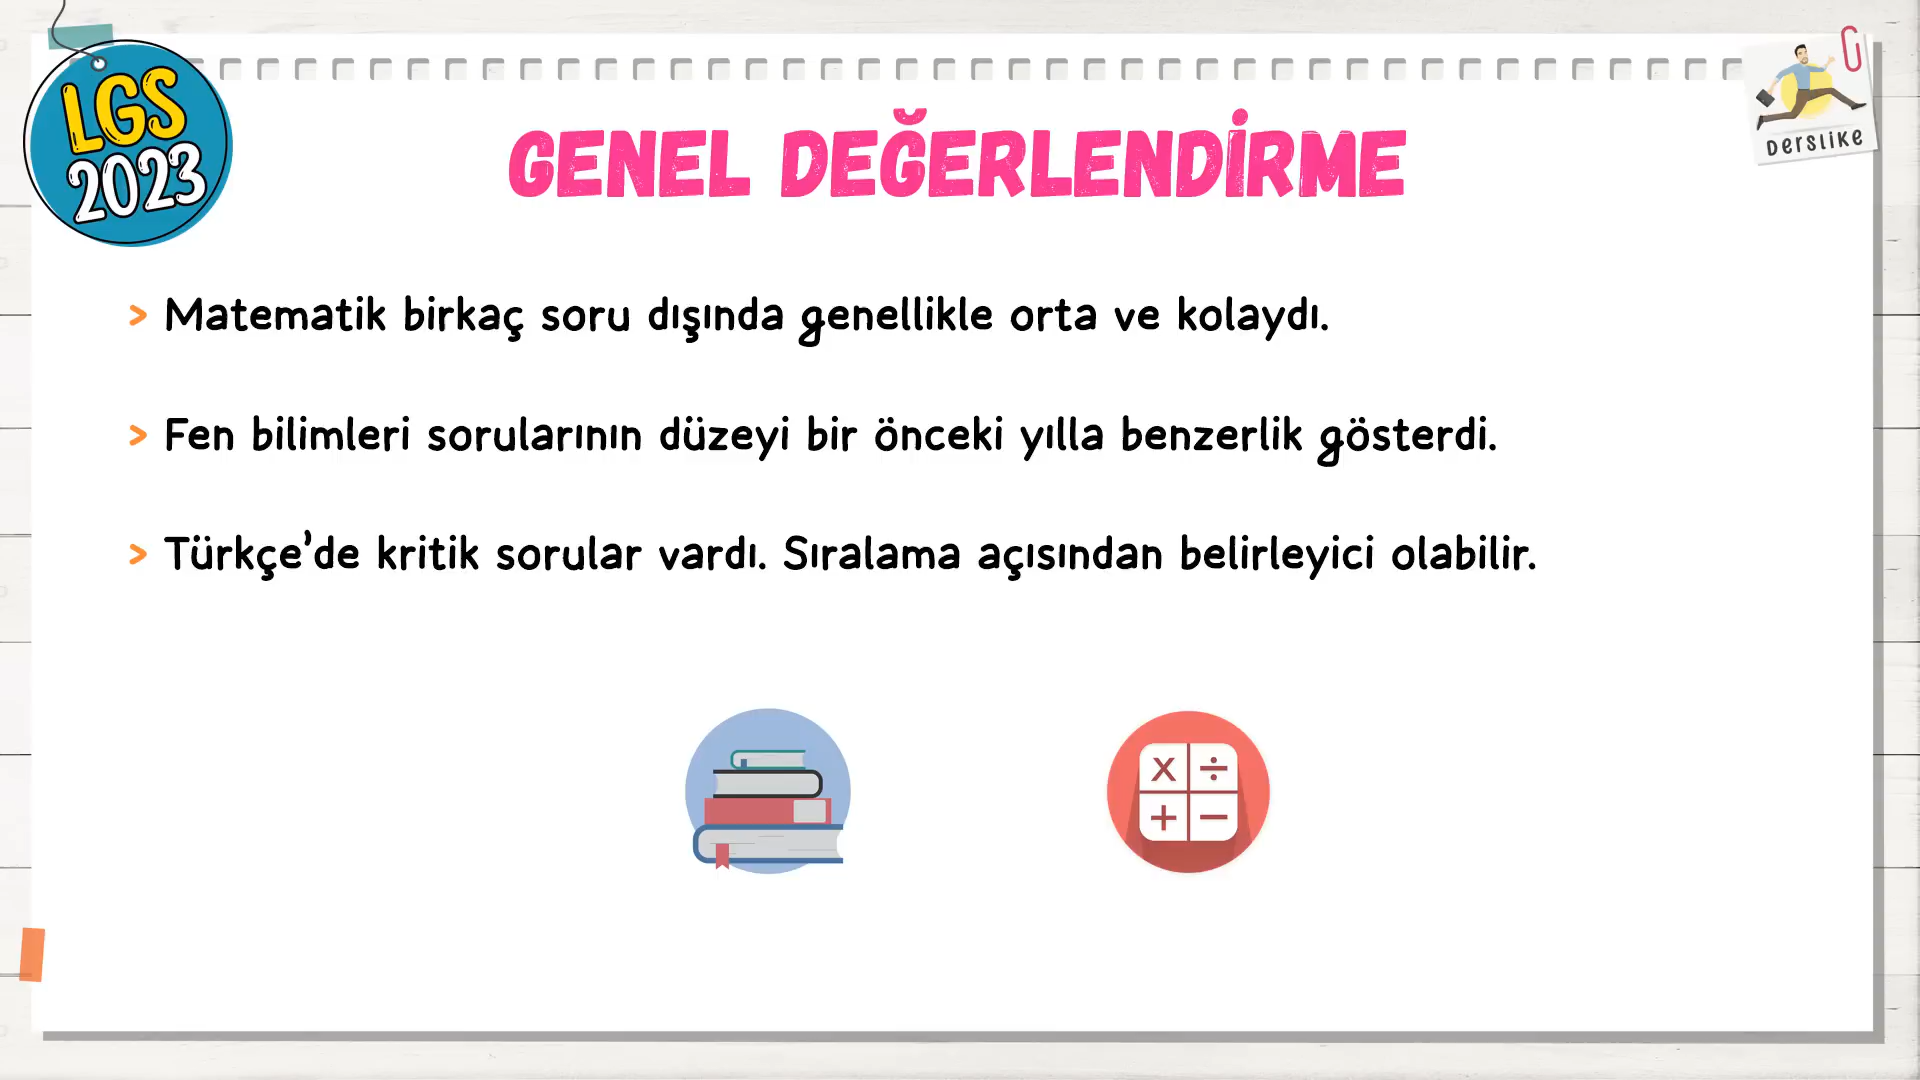 LGS
2023
Derslike
GENEL DEĞERLENDİRME
> Matematik birkaç soru dışında genellikle orta ve kolaydı.
> Fen bilimleri sorularının düzeyi bir önceki yılla benzerlik gösterdi.
> Türkçe’de kritik sorular vardı. Sıralama açısından belirleyici olabilir.
x ÷
+ −